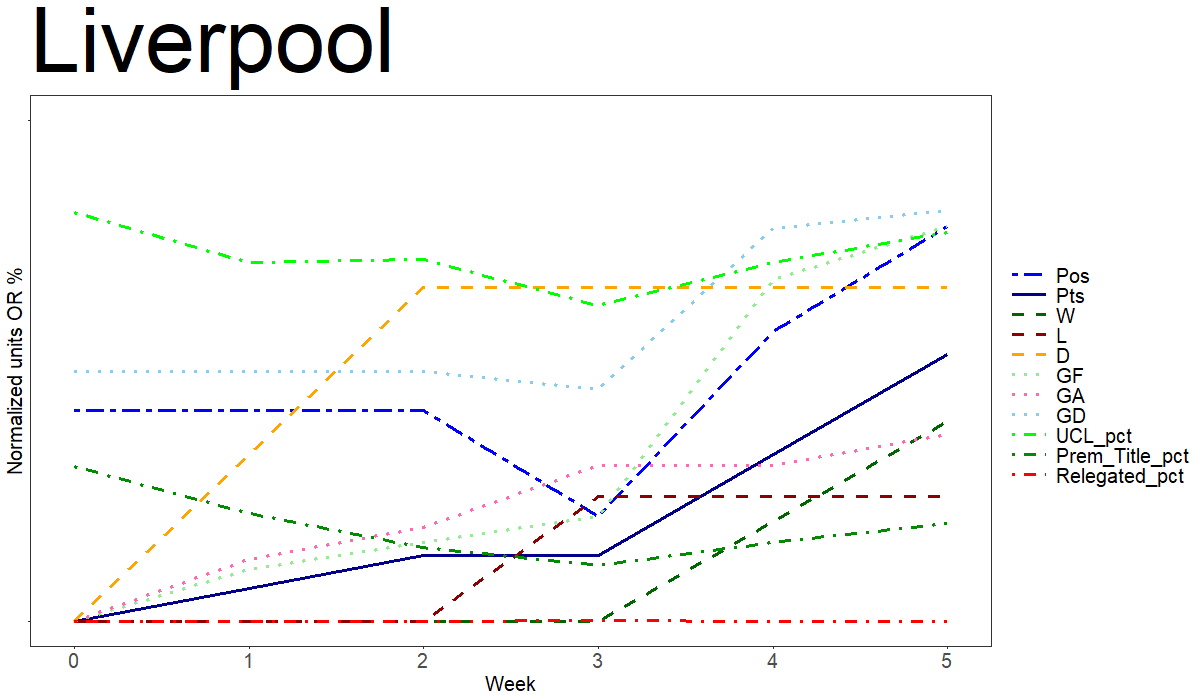 Liverpool
Normalized units OR %
0 1 2 3 4 5
Week
Pos
Pts
W
L
D
GF
GA
GD
UCL_pct
Prem_Title_pct
Relegated_pct